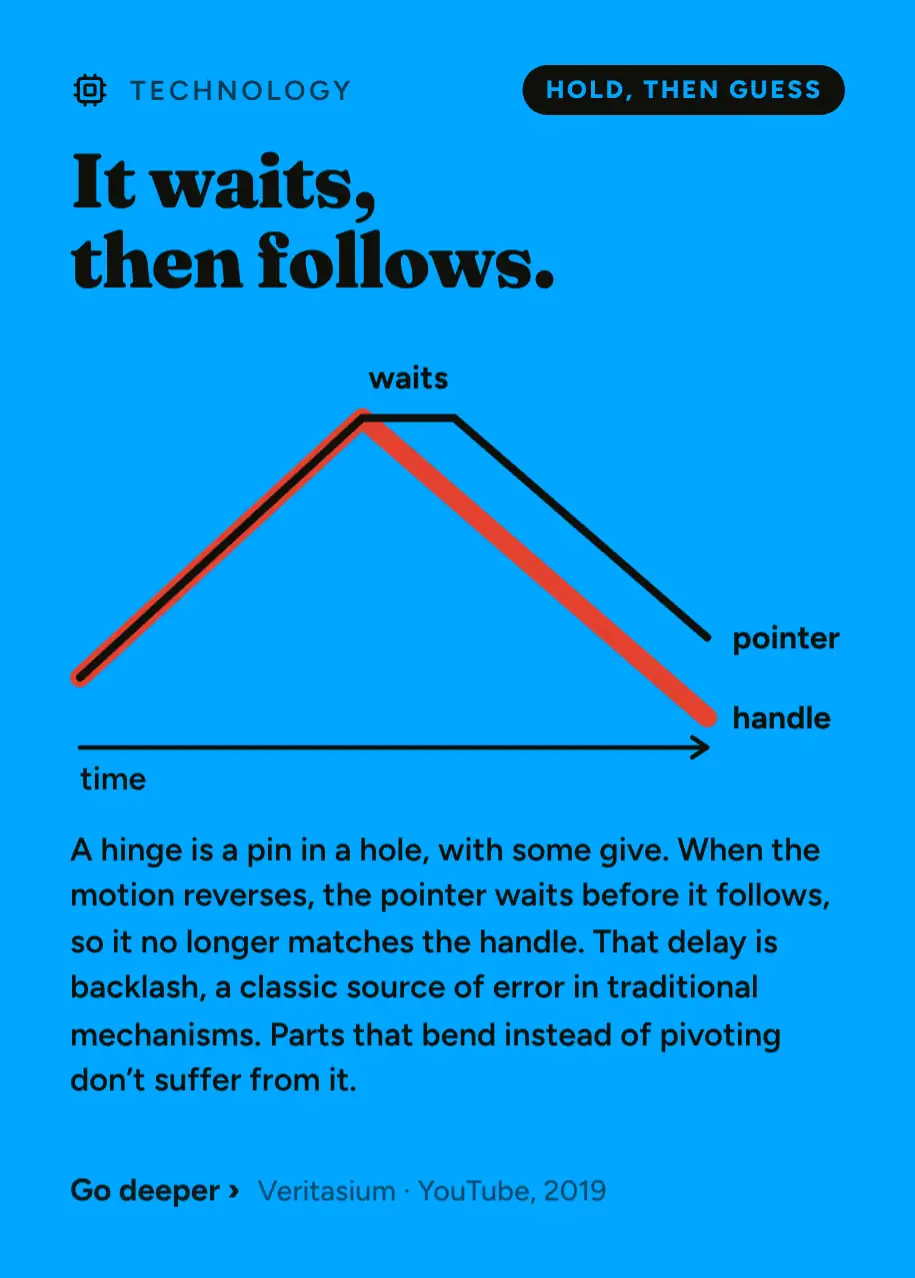 TECHNOLOGY
HOLD, THEN GUESS
It waits,
then follows.
waits
pointer
handle
time
A hinge is a pin in a hole, with some give. When the
motion reverses, the pointer waits before it follows,
so it no longer matches the handle. That delay is
backlash, a classic source of error in traditional
mechanisms. Parts that bend instead of pivoting
don’t suffer from it.
Go deeper › Veritasium · YouTube, 2019